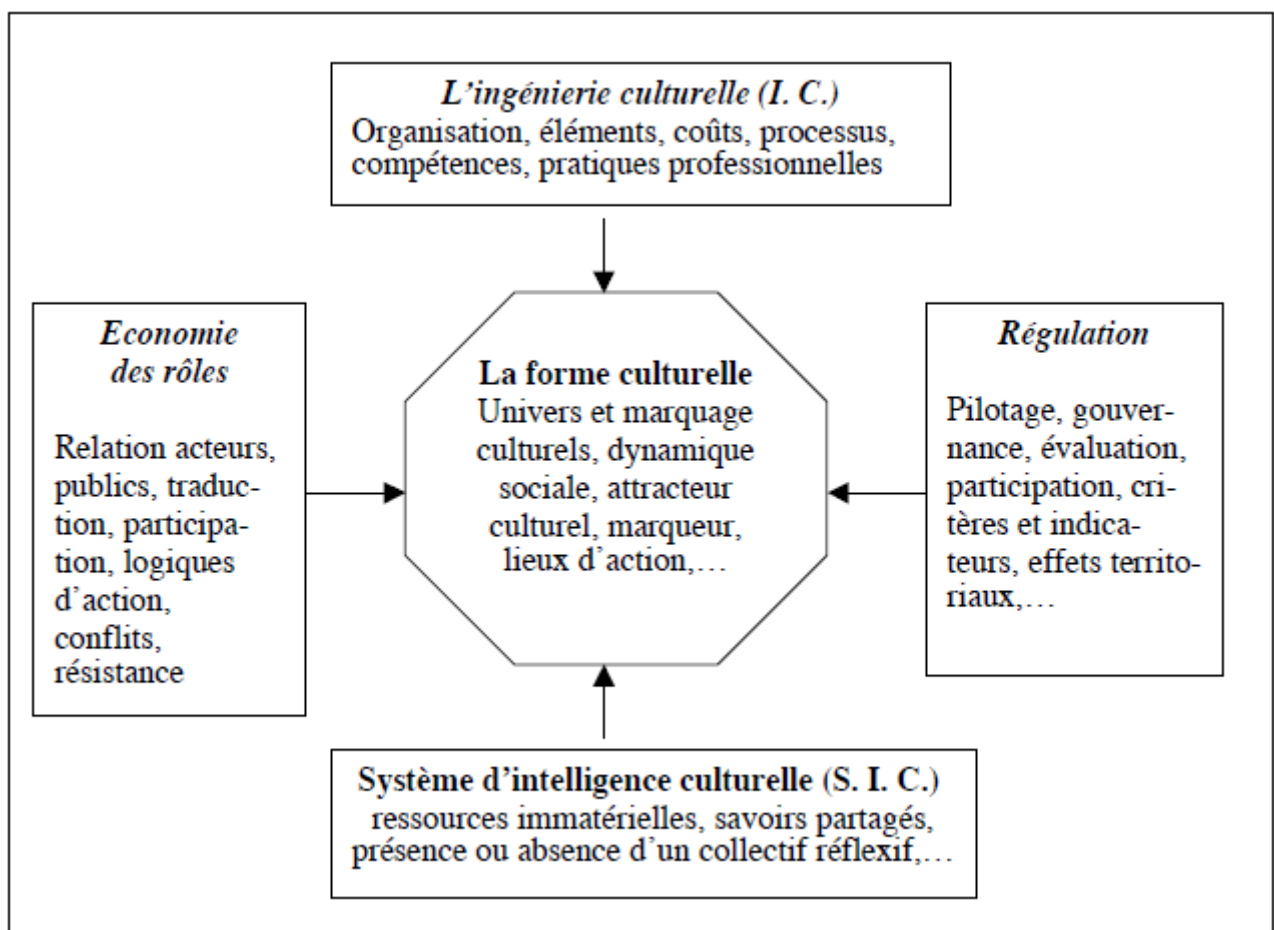 L'ingénierie culturelle (I. C.)
Organisation, éléments, coûts, processus,
compétences, pratiques professionnelles
Economie
des rôles
Relation acteurs,
publics, traduc-
tion, participa-
tion, logiques
d'action,
conflits,
résistance
La forme culturelle
Univers et marquage
culturels, dynamique
sociale, attracteur
culturel, marqueur,
lieux d'action,…
Régulation
Pilotage, gouver-
nance, évaluation,
participation, cri-
tères et indica-
teurs, effets territo-
riaux,…
Système d'intelligence culturelle (S. I. C.)
ressources immatérielles, savoirs partagés,
présence ou absence d'un collectif réflexif,…